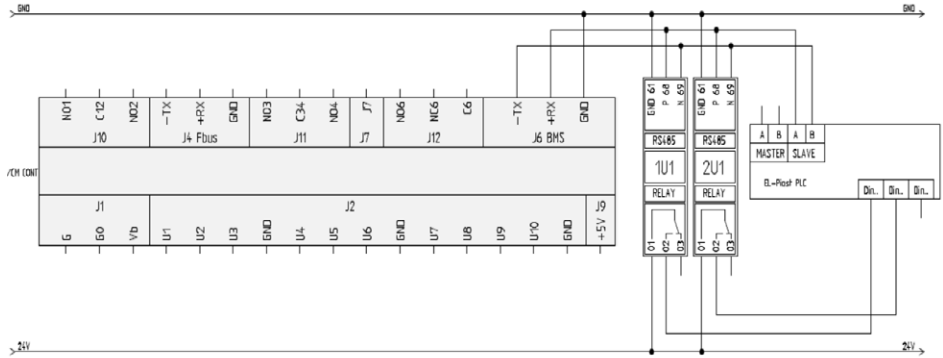 GND GND
NO1 C12 NO2 -TX +RX GND NO3 C34 NO4 J7 NO6 NC6 C6 -TX +RX GND
J10 J4 Fbus J11 J7 J12 J6 BMS
/CM CONT
J1 J2 J9
G G0 Vb U1 U2 U3 GND U4 U5 U6 GND U7 U8 U9 U10 GND +5V
GND 61 P 60 N 69
RS485
1U1
RELAY
01 02 03
GND 61 P 60 N 69
RS485
2U1
RELAY
01 02 03
A B A B
MASTER SLAVE
EL-Piast PLC
Din.. Din.. Din..
24V 24V